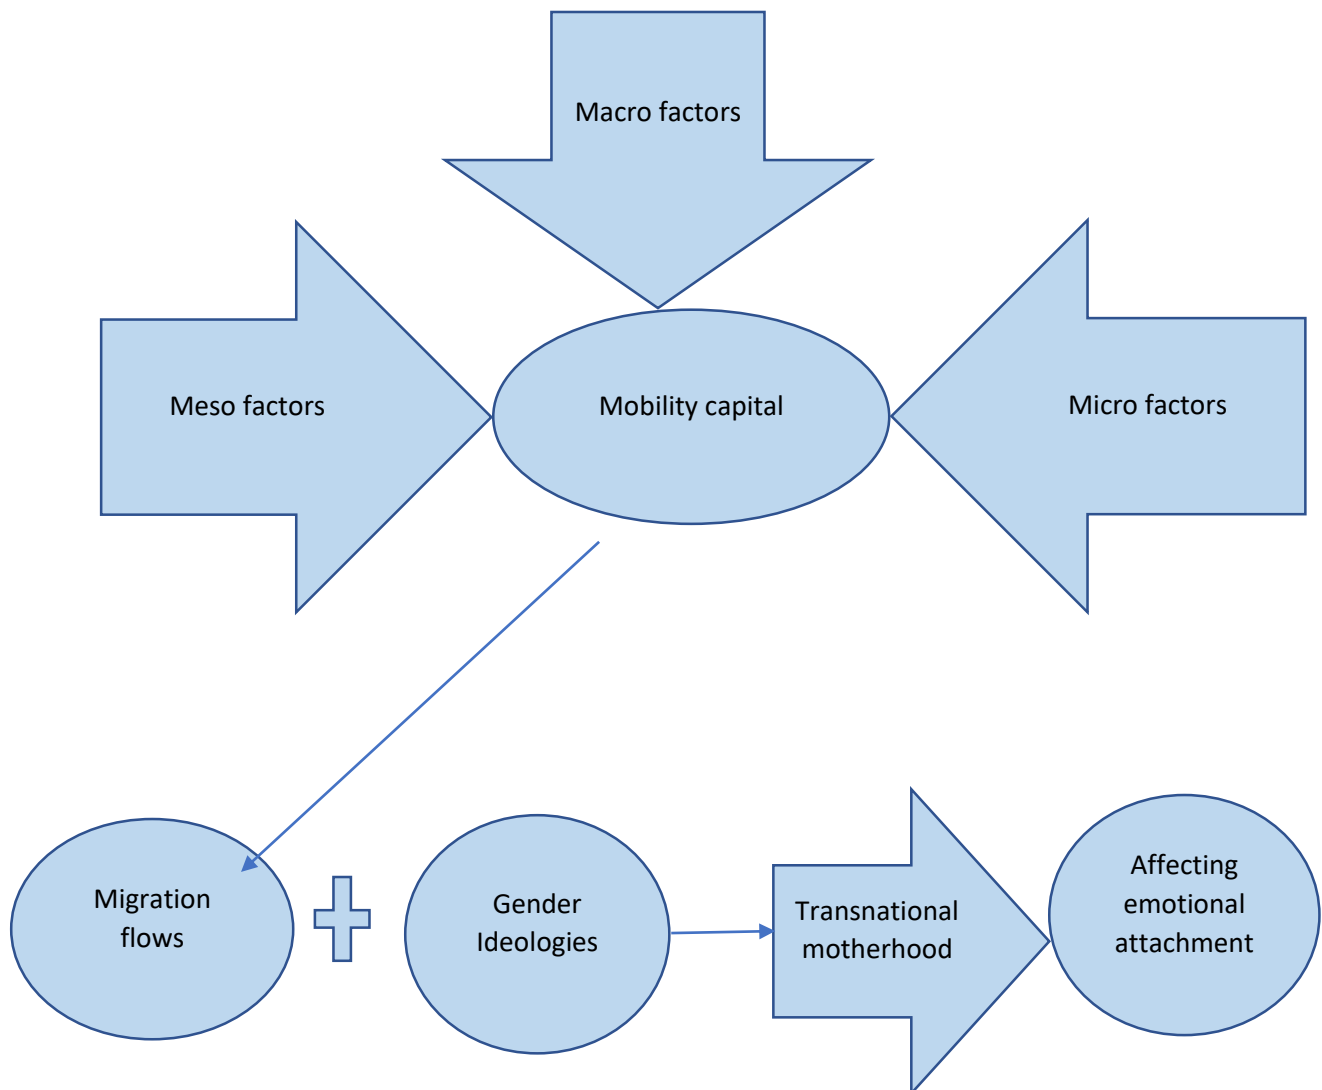 Macro factors
Meso factors
Mobility capital
Micro factors
Migration
flows
Gender
Ideologies
Transnational
motherhood
Affecting
emotional
attachment